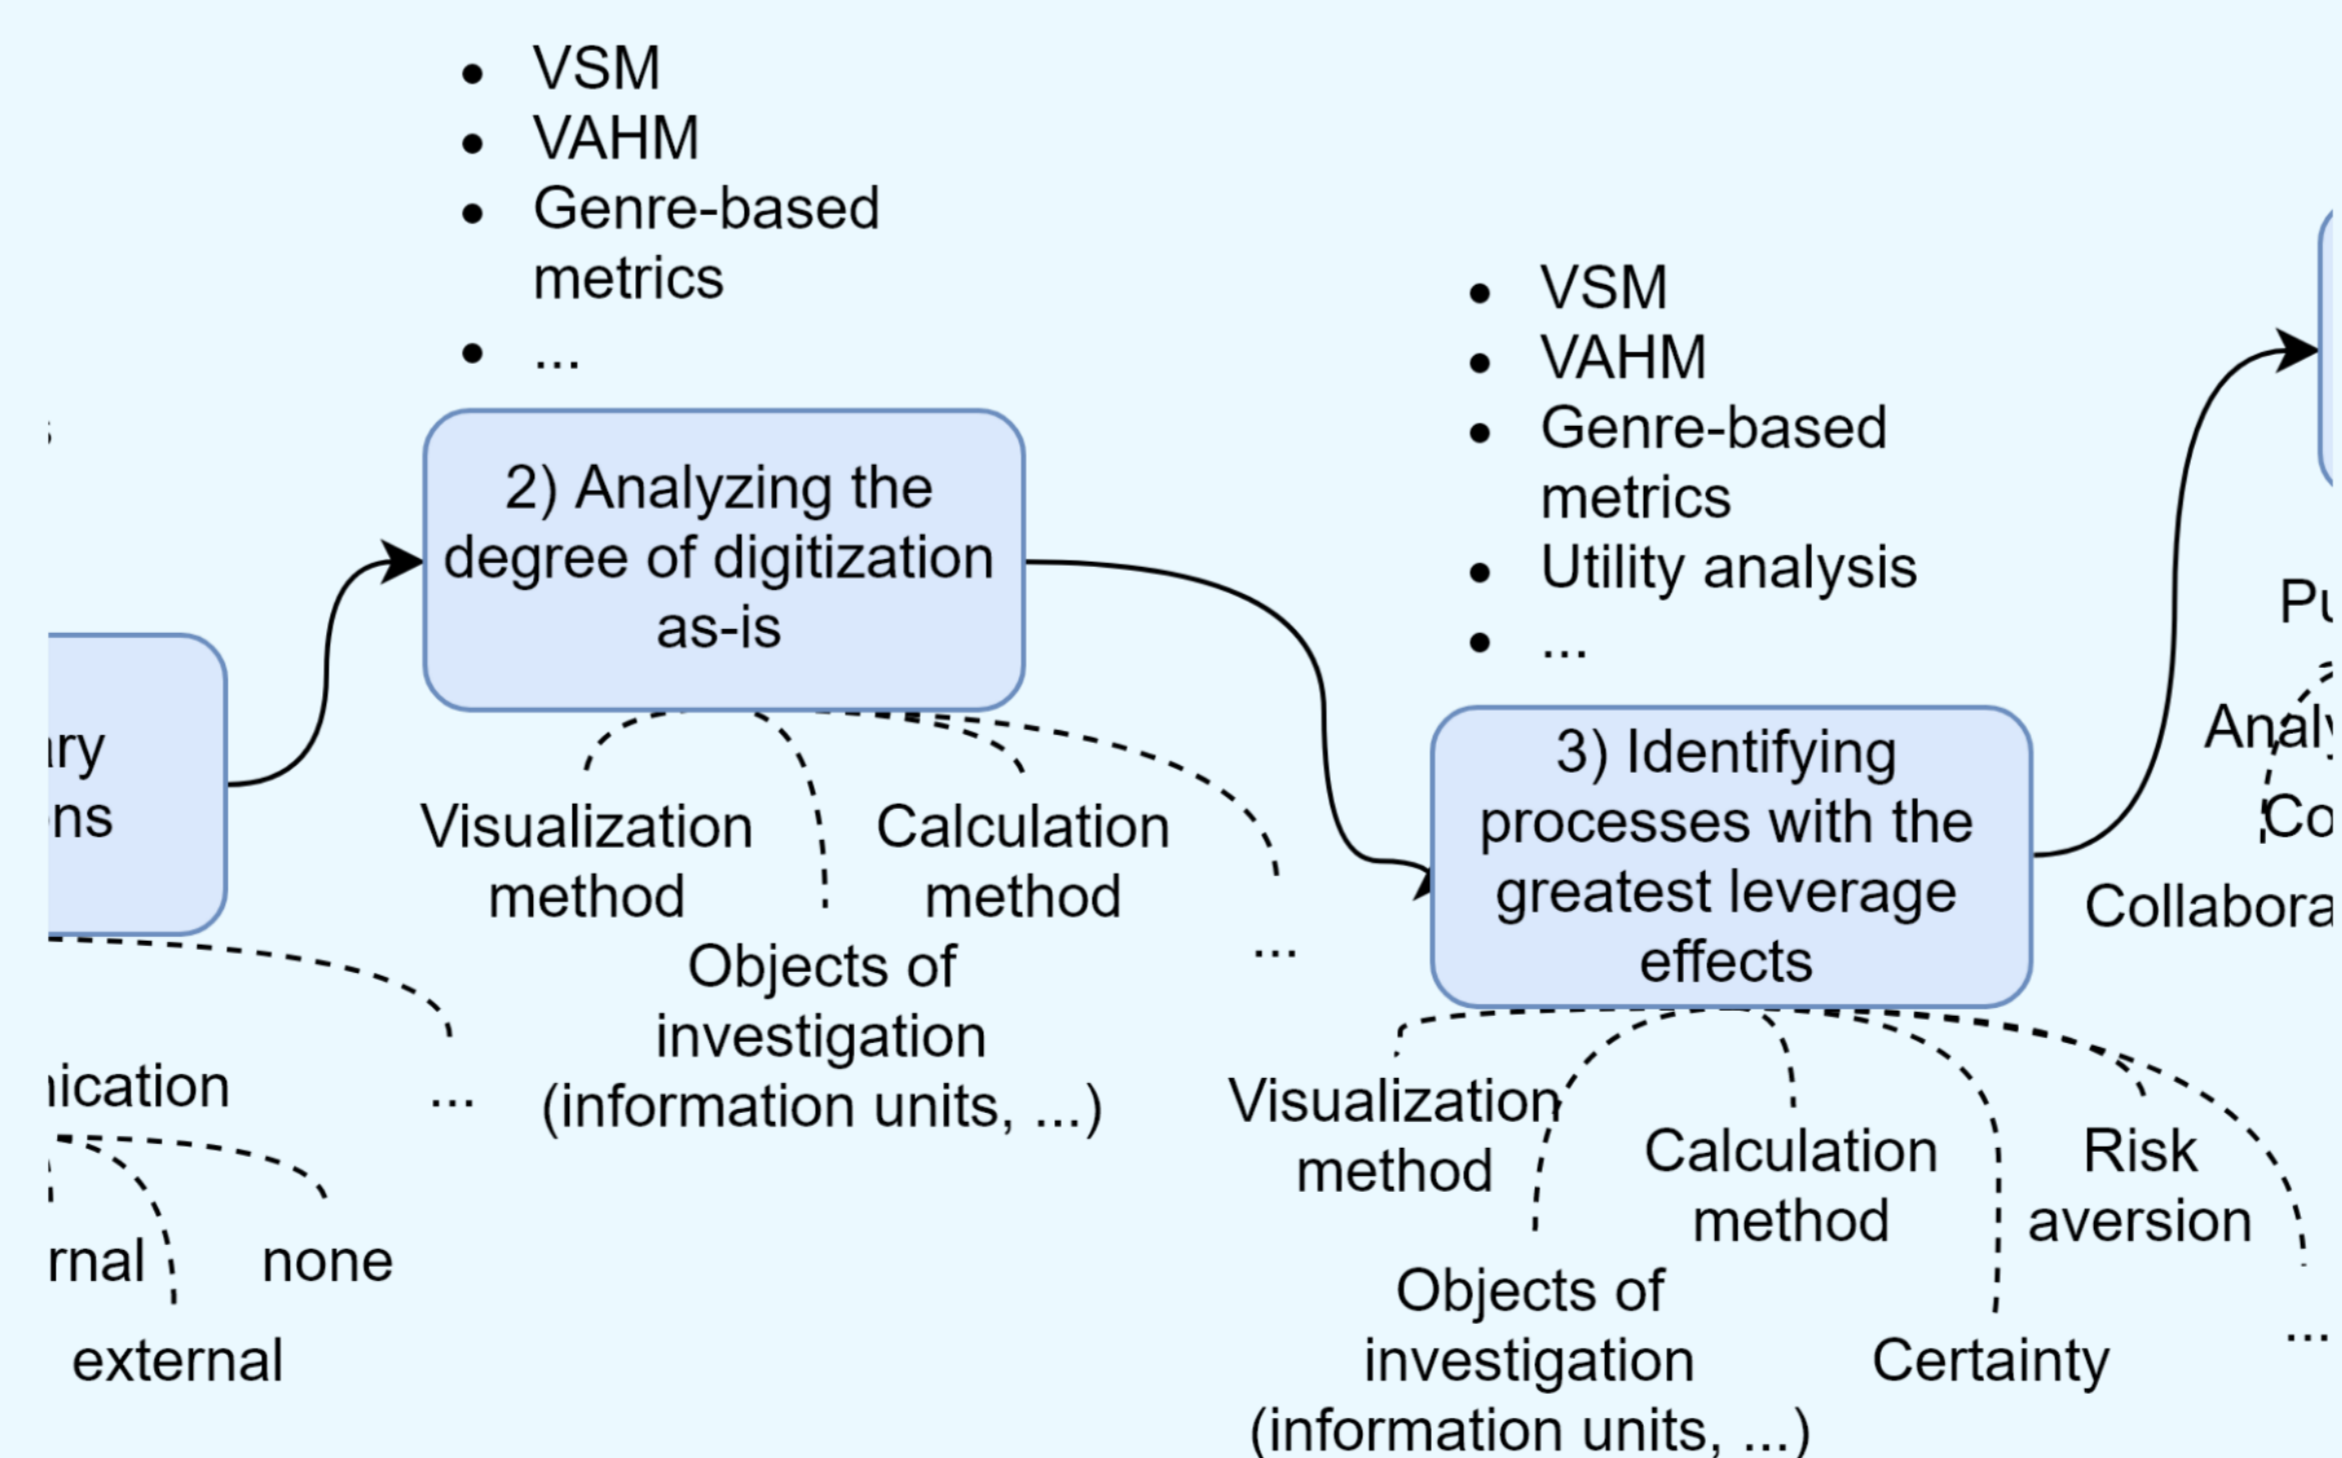 • VSM
• VAHM
• Genre-based
metrics
• ...
2) Analyzing the
degree of digitization
as-is
Visualization
method
Calculation
method
Objects of
investigation
(information units, ...)
...
...
none
external
• VSM
• VAHM
• Genre-based
metrics
• Utility analysis
• ...
3) Identifying
processes with the
greatest leverage
effects
Visualization
method
Calculation
method
Risk
aversion
Objects of
investigation
(information units, ...)
Certainty
...